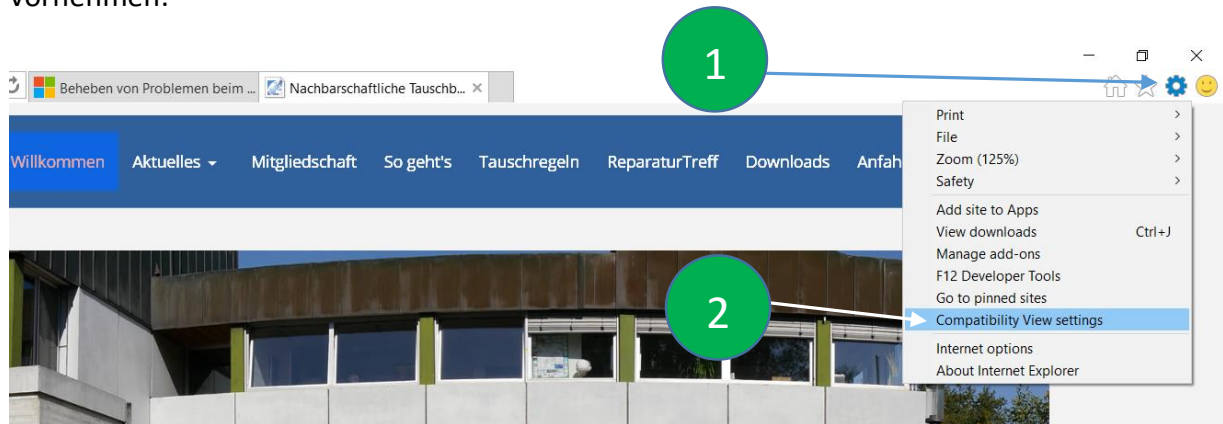 vornehmen:
1
Beheben von Problemen beim ...
Nachbarschaftliche Tauschb...
Willkommen Aktuelles Mitgliedschaft So geht's Tauschregeln ReparaturTreff Downloads Anfah
Print
File
Zoom (125%)
Safety
Add site to Apps
View downloads Ctrl+J
Manage add-ons
F12 Developer Tools
Go to pinned sites
2
Compatibility View settings
Internet options
About Internet Explorer